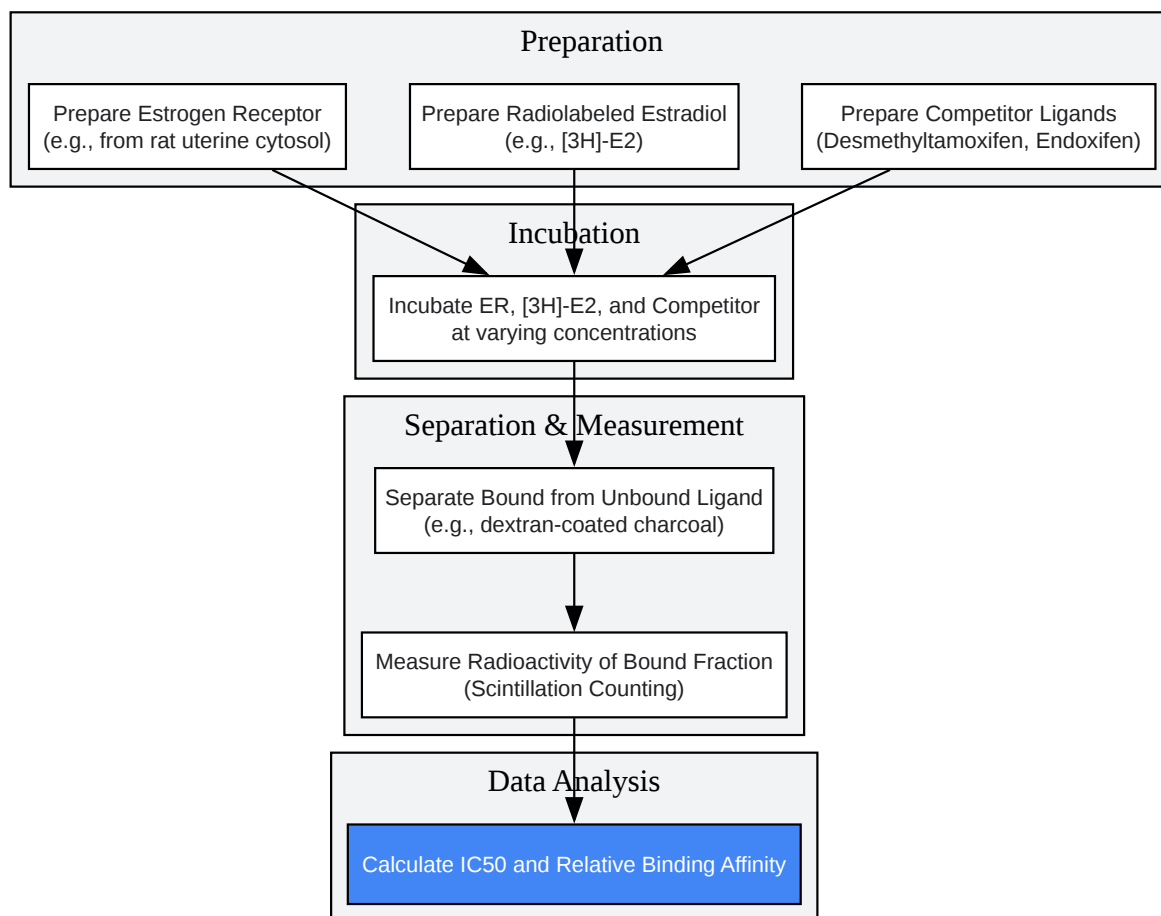 Preparation
Prepare Estrogen Receptor
(e.g., from rat uterine cytosol)
Prepare Radiolabeled Estradiol
(e.g., [3H]-E2)
Prepare Competitor Ligands
(Desmethyltamoxifen, Endoxifen)
Incubation
Incubate ER, [3H]-E2, and Competitor
at varying concentrations
Separation & Measurement
Separate Bound from Unbound Ligand
(e.g., dextran-coated charcoal)
Measure Radioactivity of Bound Fraction
(Scintillation Counting)
Data Analysis
Calculate IC50 and Relative Binding Affinity